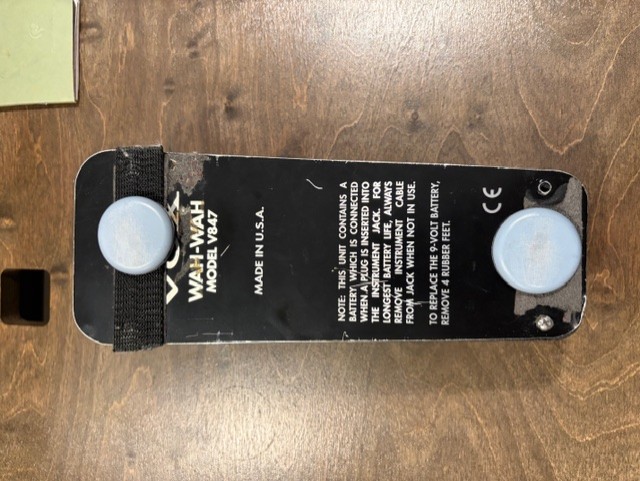 WAH-WAH
MODEL V847
MADE IN U.S.A.
NOTE: THIS UNIT CONTAINS A
BATTERY WHICH IS CONNECTED
WHEN A PLUG IS INSERTED INTO
THE INSTRUMENT JACK. FOR
LONGEST BATTERY LIFE, ALWAYS
REMOVE INSTRUMENT CABLE
FROM JACK WHEN NOT IN USE.
TO REPLACE THE 9-VOLT BATTERY,
REMOVE 4 RUBBER FEET.
CE